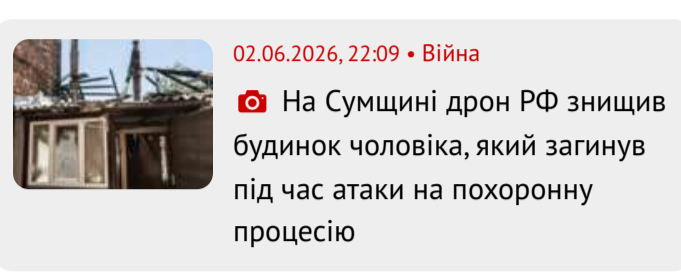 02.06.2026, 22:09 • Війна
На Сумщині дрон РФ знищив
будинок чоловіка, який загинув
під час атаки на похоронну
процесію